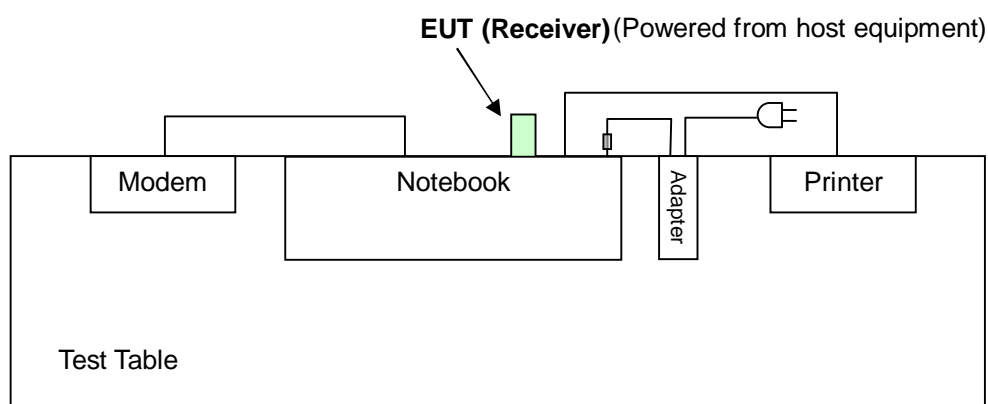 EUT (Receiver) (Powered from host equipment)
Modem
Notebook
Adapter
Printer
Test Table